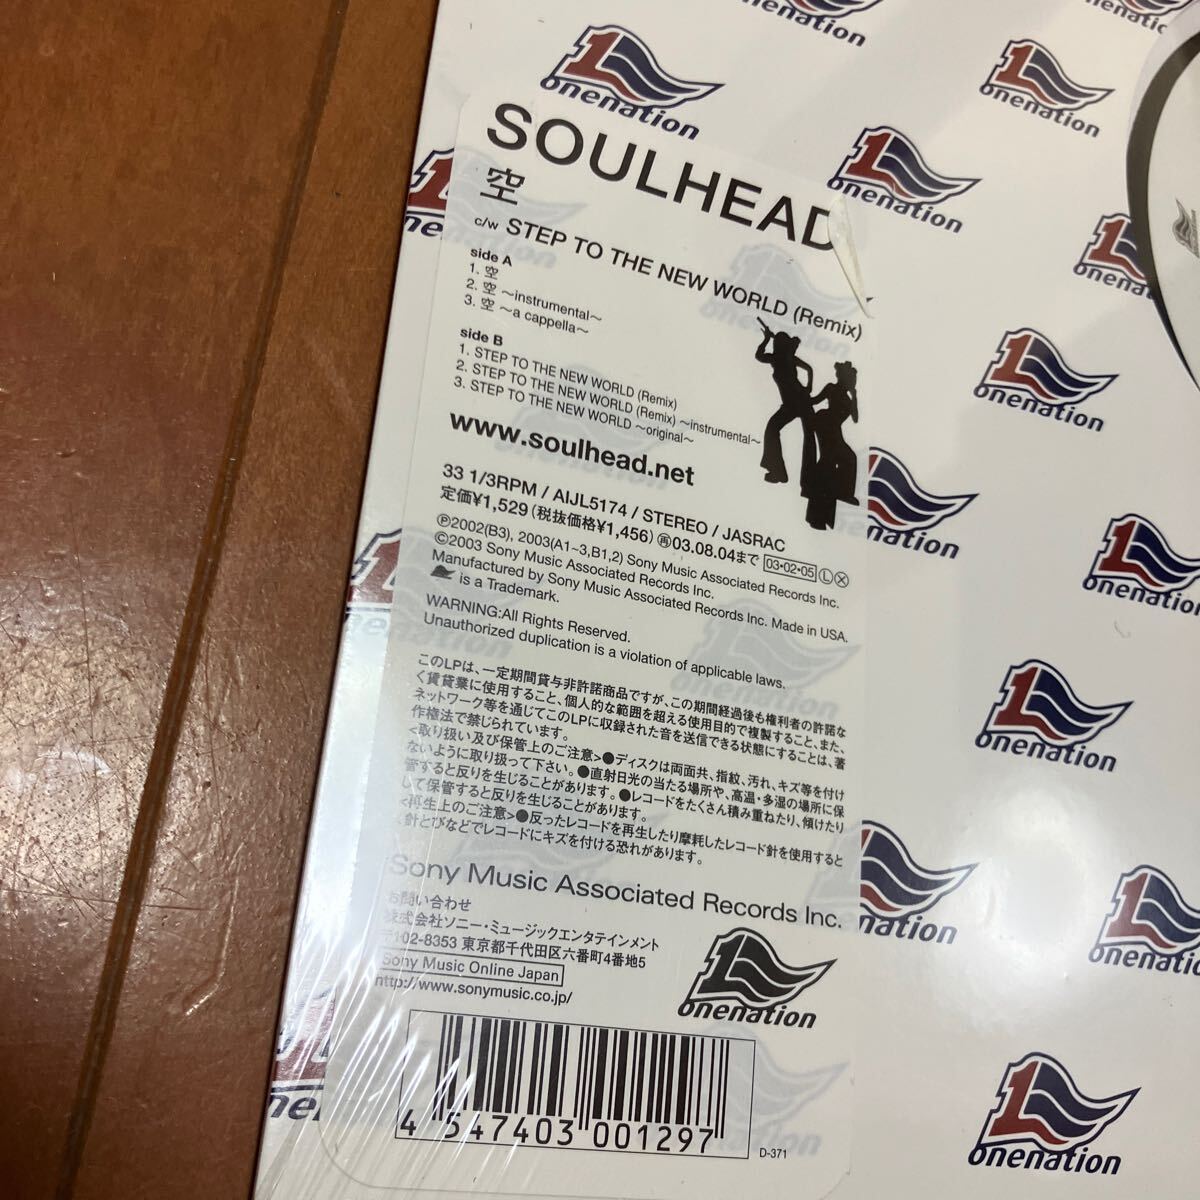 SOULHEAD
空
c/w STEP TO THE NEW WORLD (Remix)
side A
1. 空
2. 空 ～instrumental～
3. 空 ～a cappella～
side B
1. STEP TO THE NEW WORLD (Remix)
2. STEP TO THE NEW WORLD (Remix) ～instrumental～
3. STEP TO THE NEW WORLD ～original～
www.soulhead.net
33 1/3RPM / AIJL5174 / STEREO / JASRAC
定価¥1,529 (税抜価格¥1,456) ㊢03.08.04まで 03•02•05 Ⓛ Ⓧ
Ⓟ2002(B3), 2003(A1~3,B1,2) Sony Music Associated Records Inc.
©2003 Sony Music Associated Records Inc.
Manufactured by Sony Music Associated Records Inc. Made in USA.
is a Trademark.
WARNING:All Rights Reserved.
Unauthorized duplication is a violation of applicable laws.
このLPは、一定期間貸与非許諾商品ですが、この期間経過後も権利者の許諾な
く賃貸業に使用すること、個人的な範囲を超える使用目的で複製すること、また、
ネットワーク等を通じてこのLPに収録された音を送信できる状態にすることは、著
作権法で禁じられています。
<取り扱い及び保管上のご注意>●ディスクは両面共、指紋、汚れ、キズ等を付け
ないように取り扱って下さい。●直射日光の当たる場所や、高温・多湿の場所に保
管すると反りを生じることがあります。●レコードをたくさん積み重ねたり、傾けたり
して保管すると反りを生じることがあります。
<再生上のご注意>●反ったレコードを再生したり摩耗したレコード針を使用すると
針とびなどでレコードにキズを付ける恐れがあります。
Sony Music Associated Records Inc.
お問い合わせ
株式会社ソニー・ミュージックエンタテインメント
〒102-8353 東京都千代田区六番町4番地5
Sony Music Online Japan
http://www.sonymusic.co.jp/
1 onenation
4 547403 001297
D-371
1 onenation
1 onenation
1 onenation
1 onenation
1 onenation
1 onenation
1 onenation
1 onenation
1 onenation